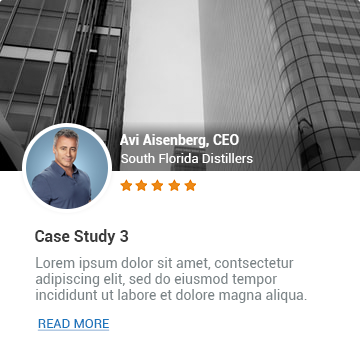 Avi Aisenberg, CEO
South Florida Distillers
Case Study 3
Lorem ipsum dolor sit amet, contsectetur
adipiscing elit, sed do eiusmod tempor
incididunt ut labore et dolore magna aliqua.
READ MORE